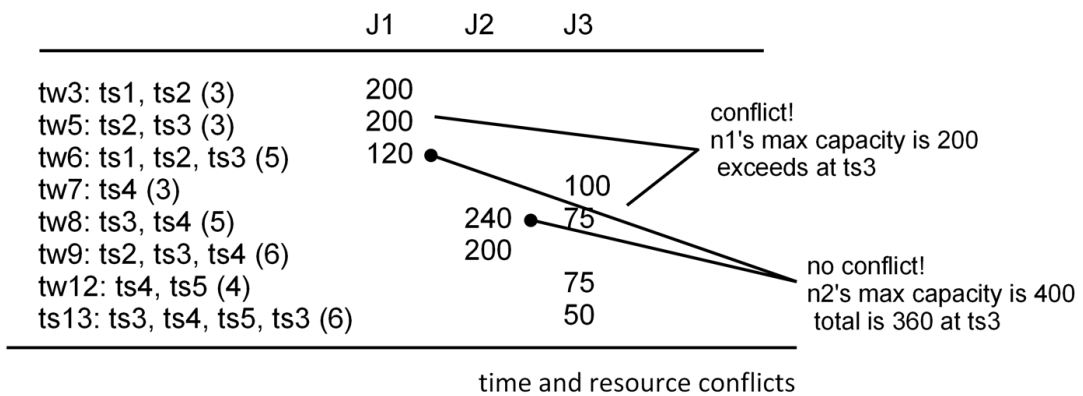 J1 J2 J3
tw3: ts1, ts2 (3) 200
tw5: ts2, ts3 (3) 200
tw6: ts1, ts2, ts3 (5) 120
tw7: ts4 (3) 100
tw8: ts3, ts4 (5) 240 75
tw9: ts2, ts3, ts4 (6) 200
tw12: ts4, ts5 (4) 75
ts13: ts3, ts4, ts5, ts3 (6) 50
conflict!
n1's max capacity is 200
exceeds at ts3
no conflict!
n2's max capacity is 400
total is 360 at ts3
time and resource conflicts